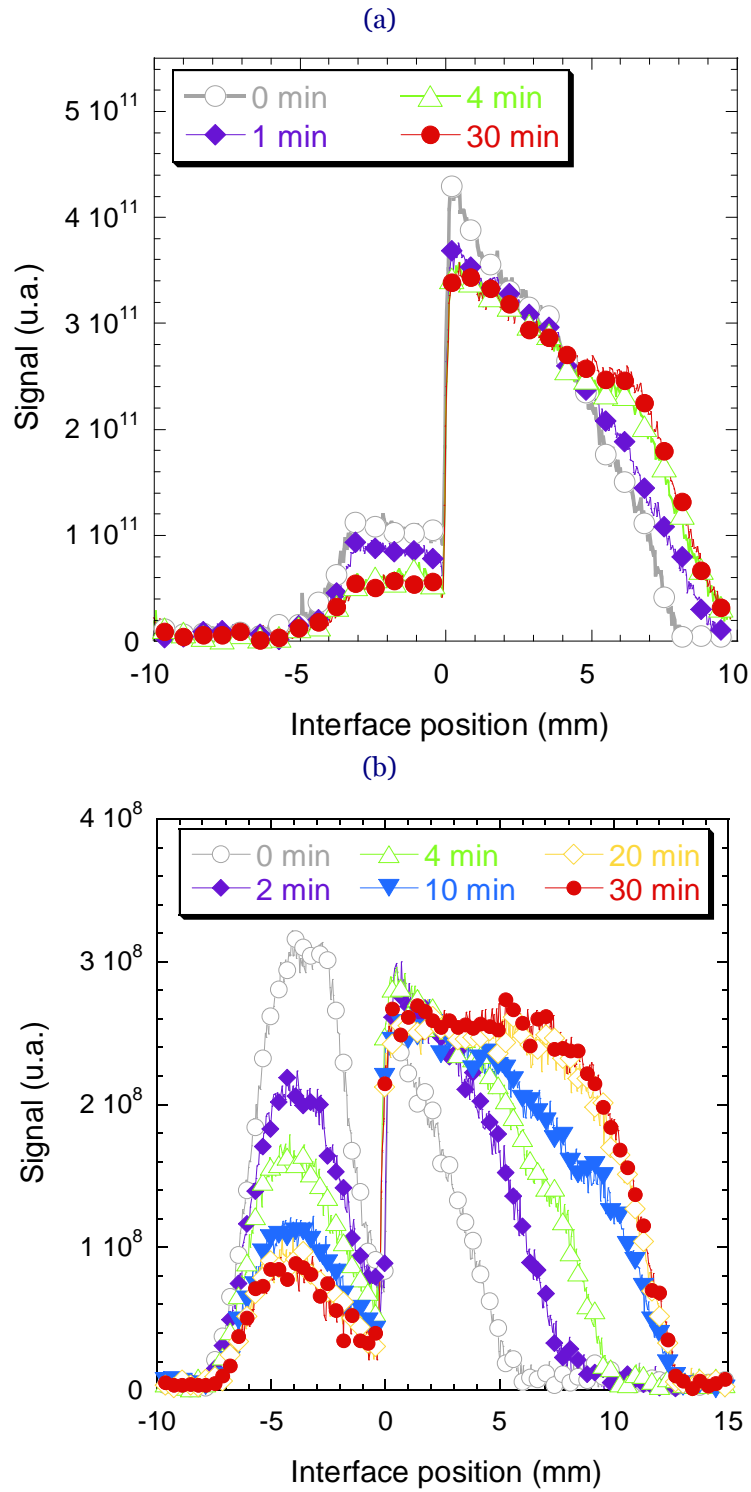 (a)
0 min 4 min
1 min 30 min
5 10¹¹
4 10¹¹
3 10¹¹
2 10¹¹
1 10¹¹
0
Signal (u.a.)
-10 -5 0 5 10
Interface position (mm)
(b)
4 10⁸
0 min 4 min 20 min
2 min 10 min 30 min
3 10⁸
2 10⁸
1 10⁸
0
Signal (u.a.)
-10 -5 0 5 10 15
Interface position (mm)